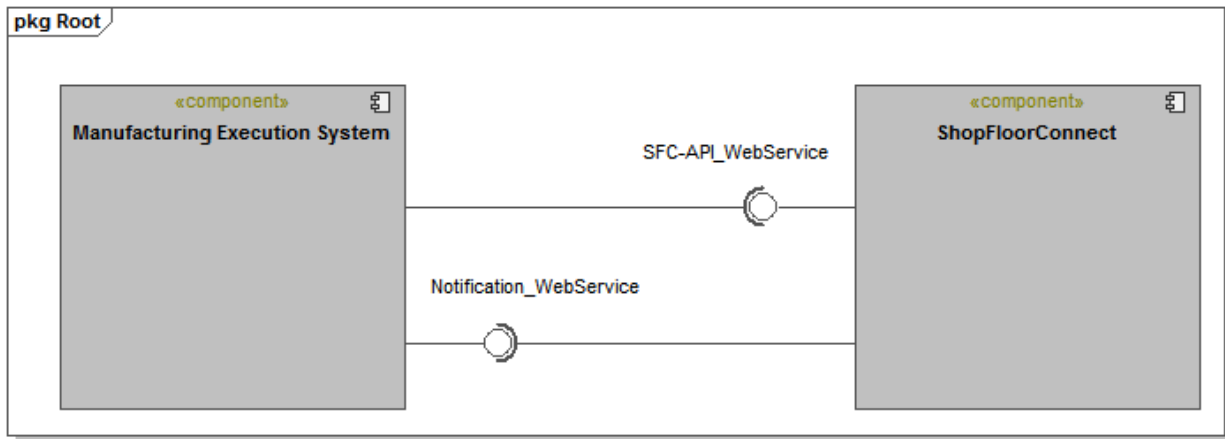 pkg Root
«component»
Manufacturing Execution System
«component»
ShopFloorConnect
SFC-API_WebService
Notification_WebService